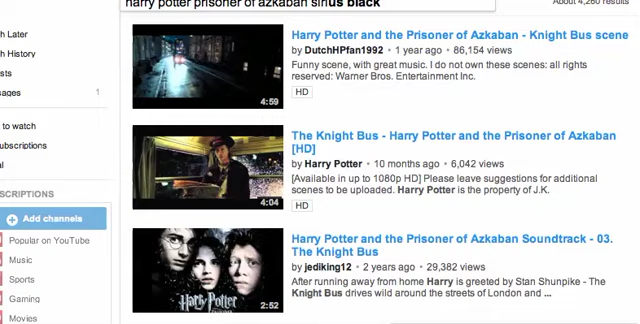 harry potter prisoner of azkaban sirius black
About 4,260 results
h Later
h History
sts
sages 1
to watch
ubscriptions
al
SCRIPTIONS
Add channels
Popular on YouTube
Music
Sports
Gaming
Movies
4:59
Harry Potter and the Prisoner of Azkaban - Knight Bus scene
by DutchHPfan1992 • 1 year ago • 86,154 views
Funny scene, with great music. I do not own these scenes: all rights
reserved: Warner Bros. Entertainment Inc.
HD
4:04
The Knight Bus - Harry Potter and the Prisoner of Azkaban
[HD]
by Harry Potter • 10 months ago • 6,042 views
[Available in up to 1080p HD] Please leave suggestions for additional
scenes to be uploaded. Harry Potter is the property of J.K.
HD
Harry Potter
2:52
Harry Potter and the Prisoner of Azkaban Soundtrack - 03.
The Knight Bus
by jediking12 • 2 years ago • 29,382 views
After running away from home Harry is greeted by Stan Shunpike - The
Knight Bus drives wild around the streets of London and ...